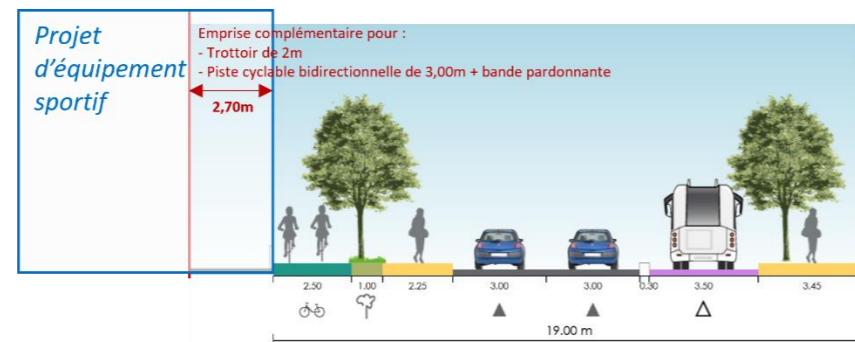 Projet
d'équipement
sportif
Emprise complémentaire pour :
- Trottoir de 2m
- Piste cyclable bidirectionnelle de 3,00m + bande pardonnante
2,70m
2.50 1.00 2.25 3.00 3.00 0.30 3.50 3.45
19.00 m